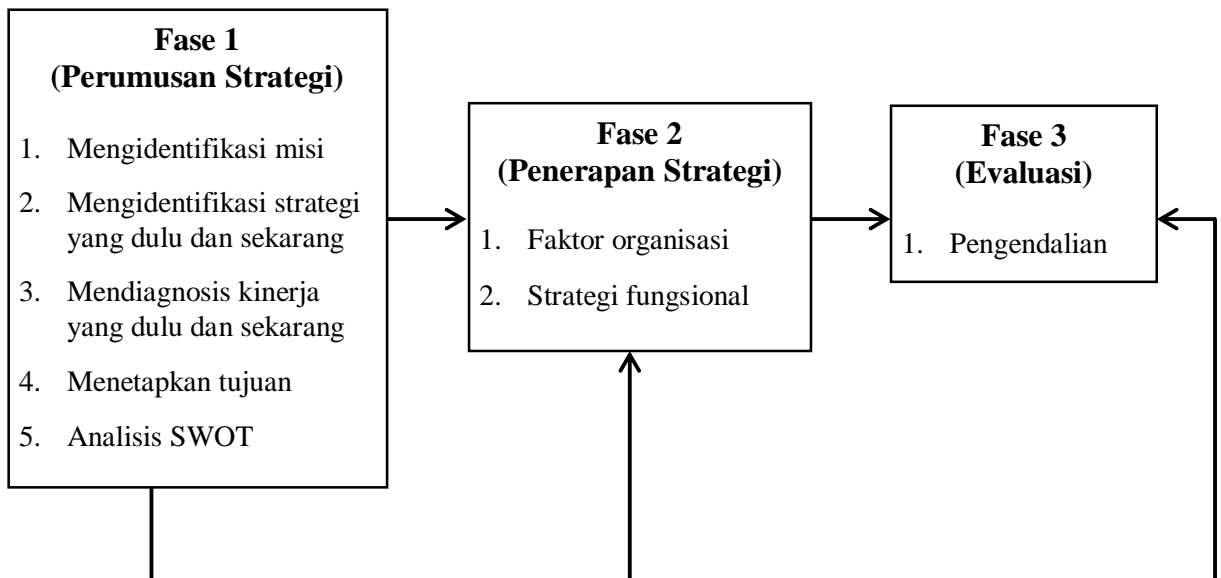 Fase 1
(Perumusan Strategi)
1. Mengidentifikasi misi
2. Mengidentifikasi strategi
yang dulu dan sekarang
3. Mendiagnosis kinerja
yang dulu dan sekarang
4. Menetapkan tujuan
5. Analisis SWOT
Fase 2
(Penerapan Strategi)
1. Faktor organisasi
2. Strategi fungsional
Fase 3
(Evaluasi)
1. Pengendalian